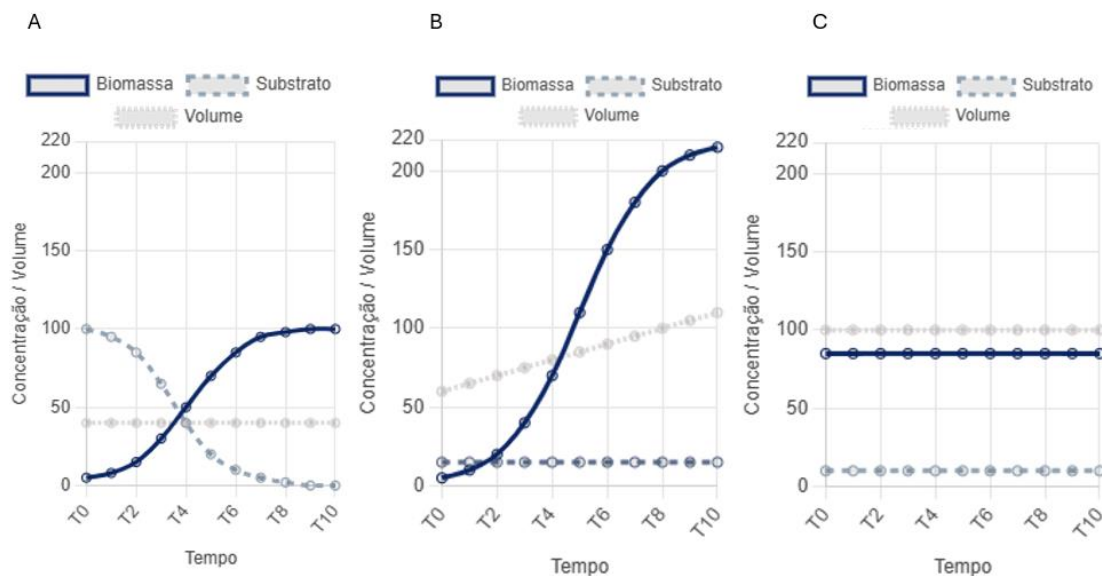 A
Biomassa Substrato
Volume
220
200
150
100
50
0
Concentração / Volume
T0 T2 T4 T6 T8 T10
Tempo
B
Biomassa Substrato
Volume
220
200
150
100
50
0
Concentração / Volume
T0 T2 T4 T6 T8 T10
Tempo
C
Biomassa Substrato
Volume
220
200
150
100
50
0
Concentração / Volume
T0 T2 T4 T6 T8 T10
Tempo